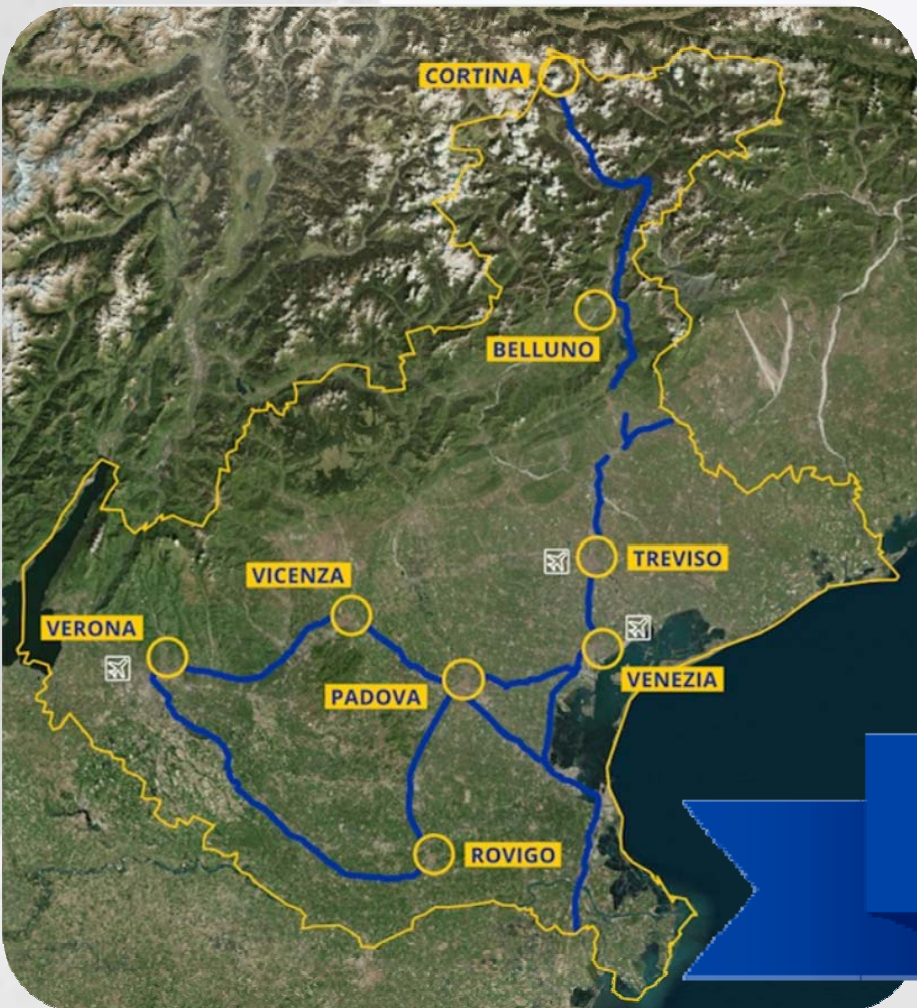 CORTINA
BELLUNO
TREVISO
VICENZA
VERONA
VENEZIA
PADOVA
ROVIGO